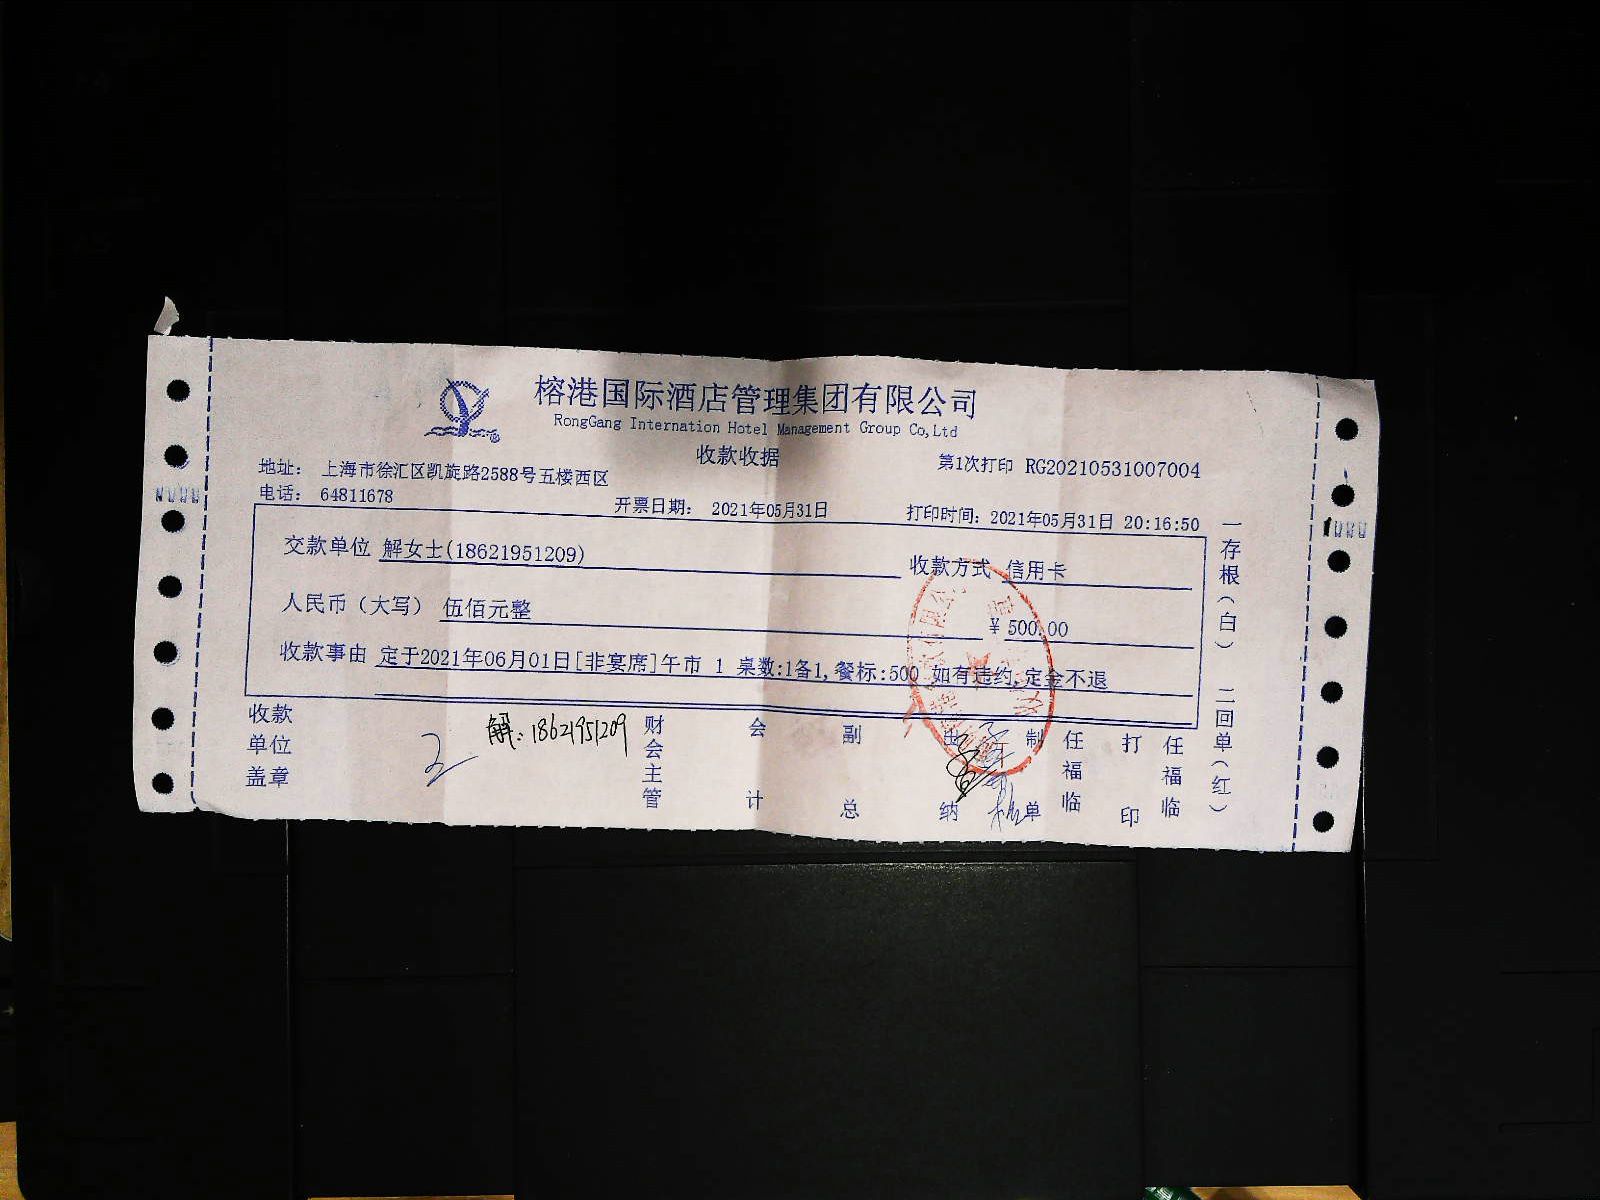 榕港国际酒店管理集团有限公司
RongGang Internation Hotel Management Group Co,Ltd
收款收据
地址： 上海市徐汇区凯旋路2588号五楼西区
第1次打印 RG20210531007004
电话： 64811678
开票日期： 2021年05月31日
打印时间：2021年05月31日 20:16:50
交款单位 解女士(18621951209)
收款方式 信用卡
人民币（大写） 伍佰元整
¥ 500.00
收款事由 定于2021年06月01日[非宴席]午市 1 桌数:1备1,餐标:500 如有违约,定金不退
收款单位盖章
解：18621951209
财会主管
会计
副总
出纳
制单
任福临
打印
任福临
一存根（白） 二回单（红）